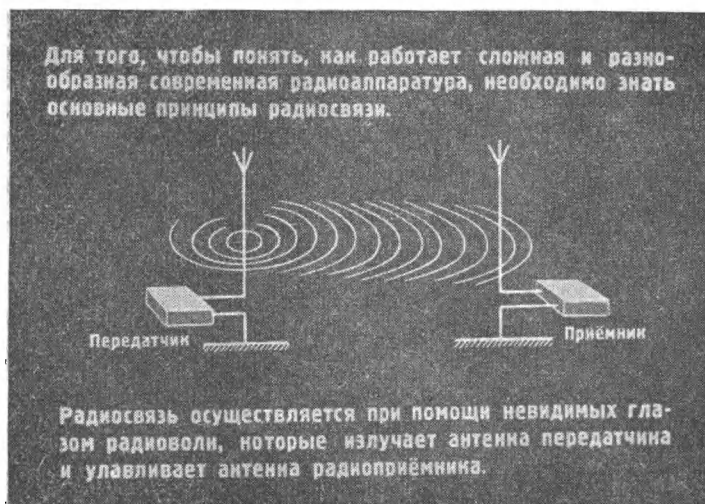 Для того, чтобы понять, как работает сложная и разно-
образная современная радиоаппаратура, необходимо знать
основные принципы радиосвязи.
Передатчик
Приёмник
Радиосвязь осуществляется при помощи невидимых гла-
зом радиоволн, которые излучает антенна передатчика
и улавливает антенна радиоприёмника.